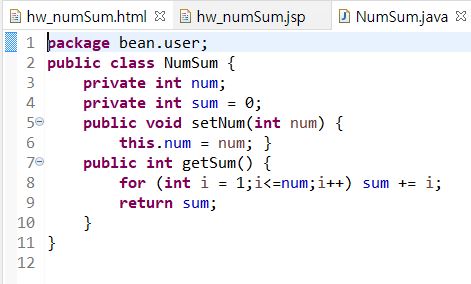 hw_numSum.html hw_numSum.jsp NumSum.java
1 package bean.user;
2 public class NumSum {
3     private int num;
4     private int sum = 0;
5     public void setNum(int num) {
6         this.num = num; }
7     public int getSum() {
8         for (int i = 1;i<=num;i++) sum += i;
9         return sum;
10     }
11 }
12